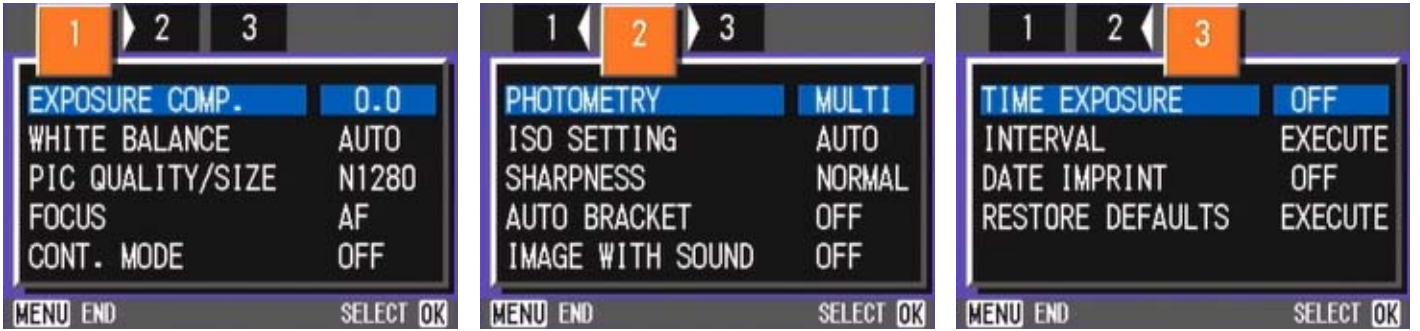 1 2 3
EXPOSURE COMP. 0.0
WHITE BALANCE AUTO
PIC QUALITY/SIZE N1280
FOCUS AF
CONT. MODE OFF
MENU END SELECT OK
1 2 3
PHOTOMETRY MULTI
ISO SETTING AUTO
SHARPNESS NORMAL
AUTO BRACKET OFF
IMAGE WITH SOUND OFF
MENU END SELECT OK
1 2 3
TIME EXPOSURE OFF
INTERVAL EXECUTE
DATE IMPRINT OFF
RESTORE DEFAULTS EXECUTE
MENU END SELECT OK